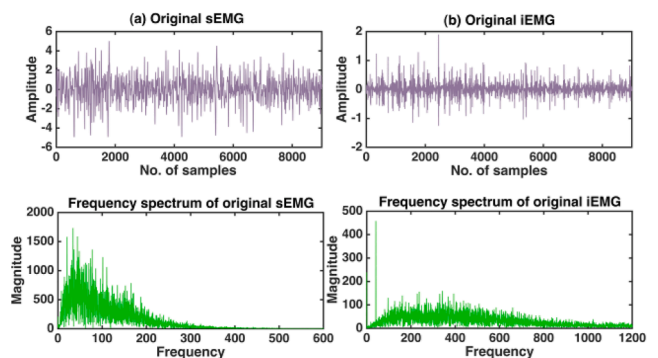 (a) Original sEMG
6
4
2
0
-2
-4
-6
Amplitude
0 2000 4000 6000 8000
No. of samples
(b) Original iEMG
2
1
0
-1
-2
Amplitude
0 2000 4000 6000 8000
No. of samples
Frequency spectrum of original sEMG
2000
1500
1000
500
0
Magnitude
0 100 200 300 400 500 600
Frequency
Frequency spectrum of original iEMG
500
400
300
200
100
0
Magnitude
0 200 400 600 800 1000 1200
Frequency